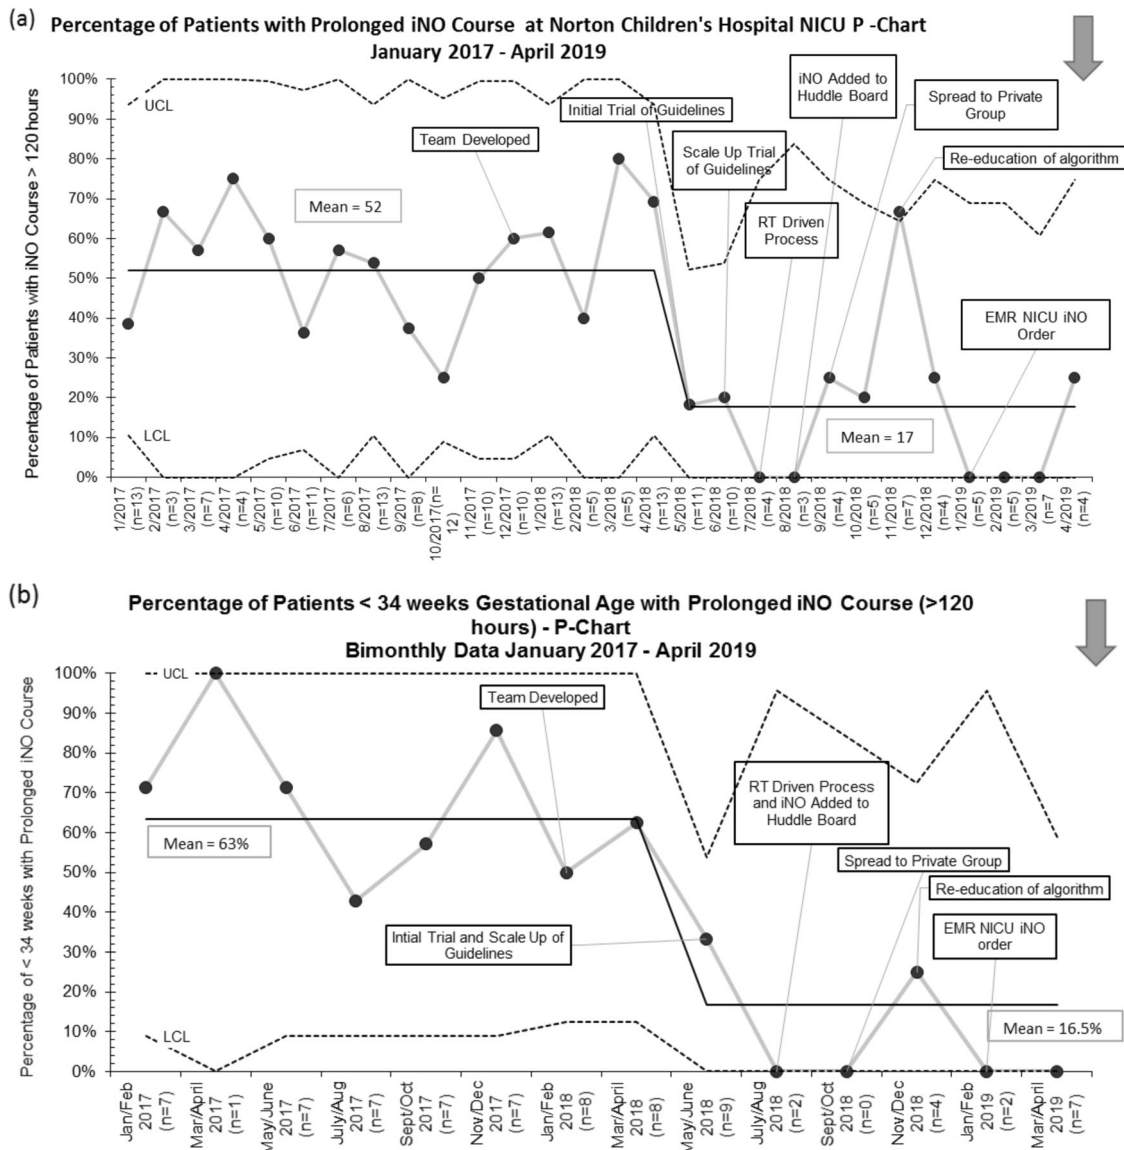 (a)
Percentage of Patients with Prolonged iNO Course at Norton Children's Hospital NICU P -Chart
January 2017 - April 2019
Percentage of Patients with iNO Course > 120 hours
100%
90%
80%
70%
60%
50%
40%
30%
20%
10%
0%
UCL
LCL
Mean = 52
Team Developed
Initial Trial of Guidelines
Scale Up Trial
of Guidelines
RT Driven
Process
iNO Added to
Huddle Board
Spread to Private
Group
Re-education of algorithm
EMR NICU iNO
Order
Mean = 17
1/2017
(n=13)
2/2017
(n=3)
3/2017
(n=7)
4/2017
(n=4)
5/2017
(n=10)
6/2017
(n=11)
7/2017
(n=6)
8/2017
(n=13)
9/2017
(n=8)
10/2017(n=
12)
11/2017
(n=10)
12/2017
(n=10)
1/2018
(n=13)
2/2018
(n=5)
3/2018
(n=5)
4/2018
(n=13)
5/2018
(n=11)
6/2018
(n=10)
7/2018
(n=4)
8/2018
(n=3)
9/2018
(n=4)
10/2018
(n=5)
11/2018
(n=7)
12/2018
(n=4)
1/2019
(n=5)
2/2019
(n=5)
3/2019
(n=7
4/2019
(n=4)
(b)
Percentage of Patients < 34 weeks Gestational Age with Prolonged iNO Course (>120
hours) - P-Chart
Bimonthly Data January 2017 - April 2019
Percentage of < 34 weeks with Prolonged iNO Course
100%
90%
80%
70%
60%
50%
40%
30%
20%
10%
0%
UCL
LCL
Mean = 63%
Team Developed
Intial Trial and Scale Up of
Guidelines
RT Driven Process
and iNO Added to
Huddle Board
Spread to Private Group
Re-education of algorithm
EMR NICU iNO
order
Mean = 16.5%
Jan/Feb
2017
(n=7)
Mar/April
2017
(n=1)
May/June
2017
(n=7)
July/Aug
2017
(n=7)
Sept/Oct
2017
(n=7)
Nov/Dec
2017
(n=7)
Jan/Feb
2018
(n=8)
Mar/April
2018
(n=8)
May/June
2018
(n=9)
July/Aug
2018
(n=2)
Sept/Oct
2018
(n=0)
Nov/Dec
2018
(n=4)
Jan/Feb
2019
(n=2)
Mar/April
2019
(n=7)